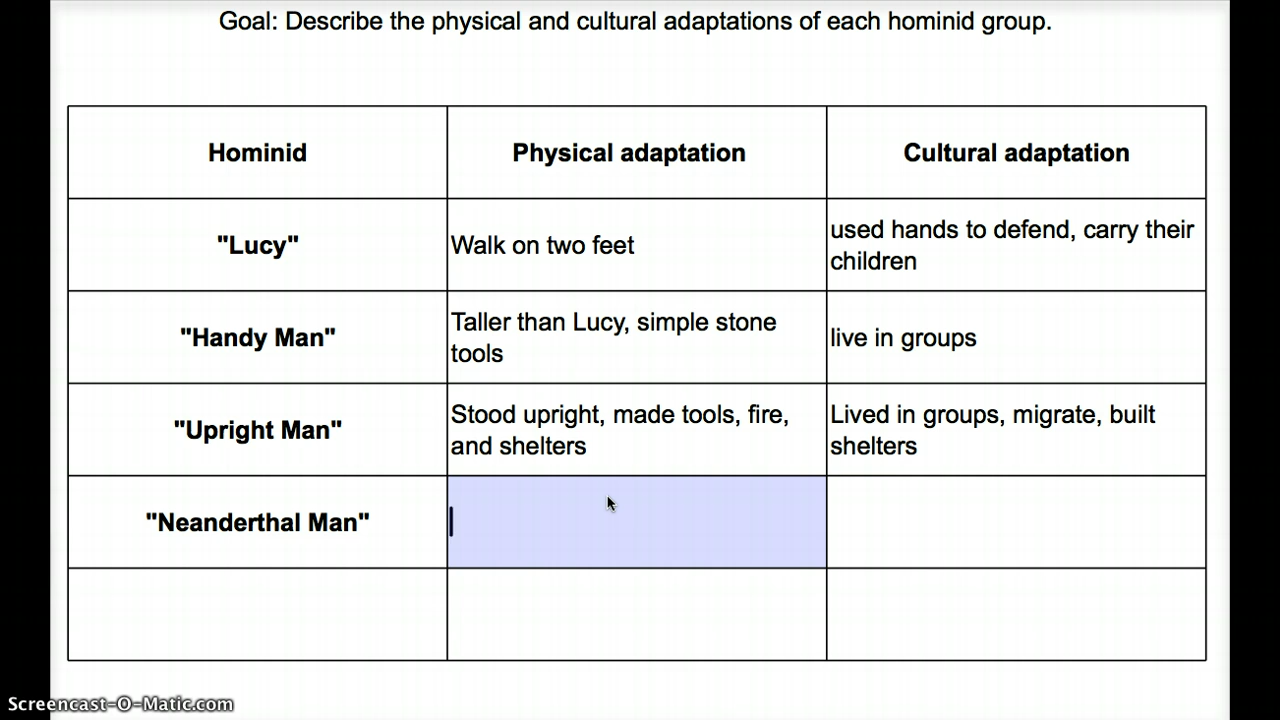 Goal: Describe the physical and cultural adaptations of each hominid group.
Hominid
Physical adaptation
Cultural adaptation
"Lucy"
Walk on two feet
used hands to defend, carry their
children
"Handy Man"
Taller than Lucy, simple stone
tools
live in groups
"Upright Man"
Stood upright, made tools, fire,
and shelters
Lived in groups, migrate, built
shelters
"Neanderthal Man"
Screencast-O-Matic.com